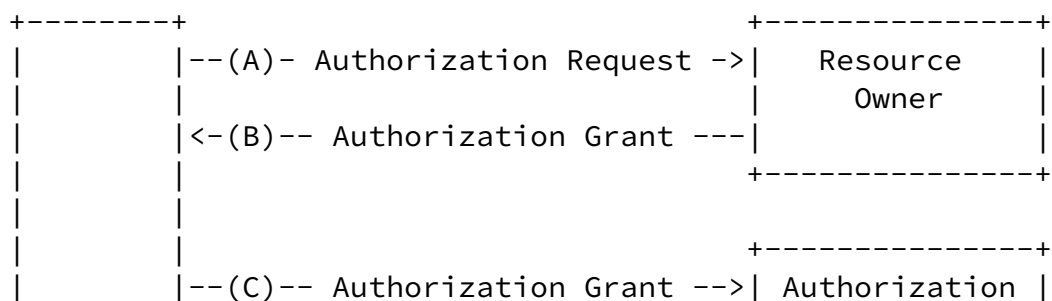 +--------+                               +---------------+
|        |--(A)- Authorization Request ->|   Resource    |
|        |                               |     Owner     |
|        |<-(B)-- Authorization Grant ---|               |
|        |                               +---------------+
|        |
|        |                               +---------------+
|        |--(C)-- Authorization Grant -->| Authorization |